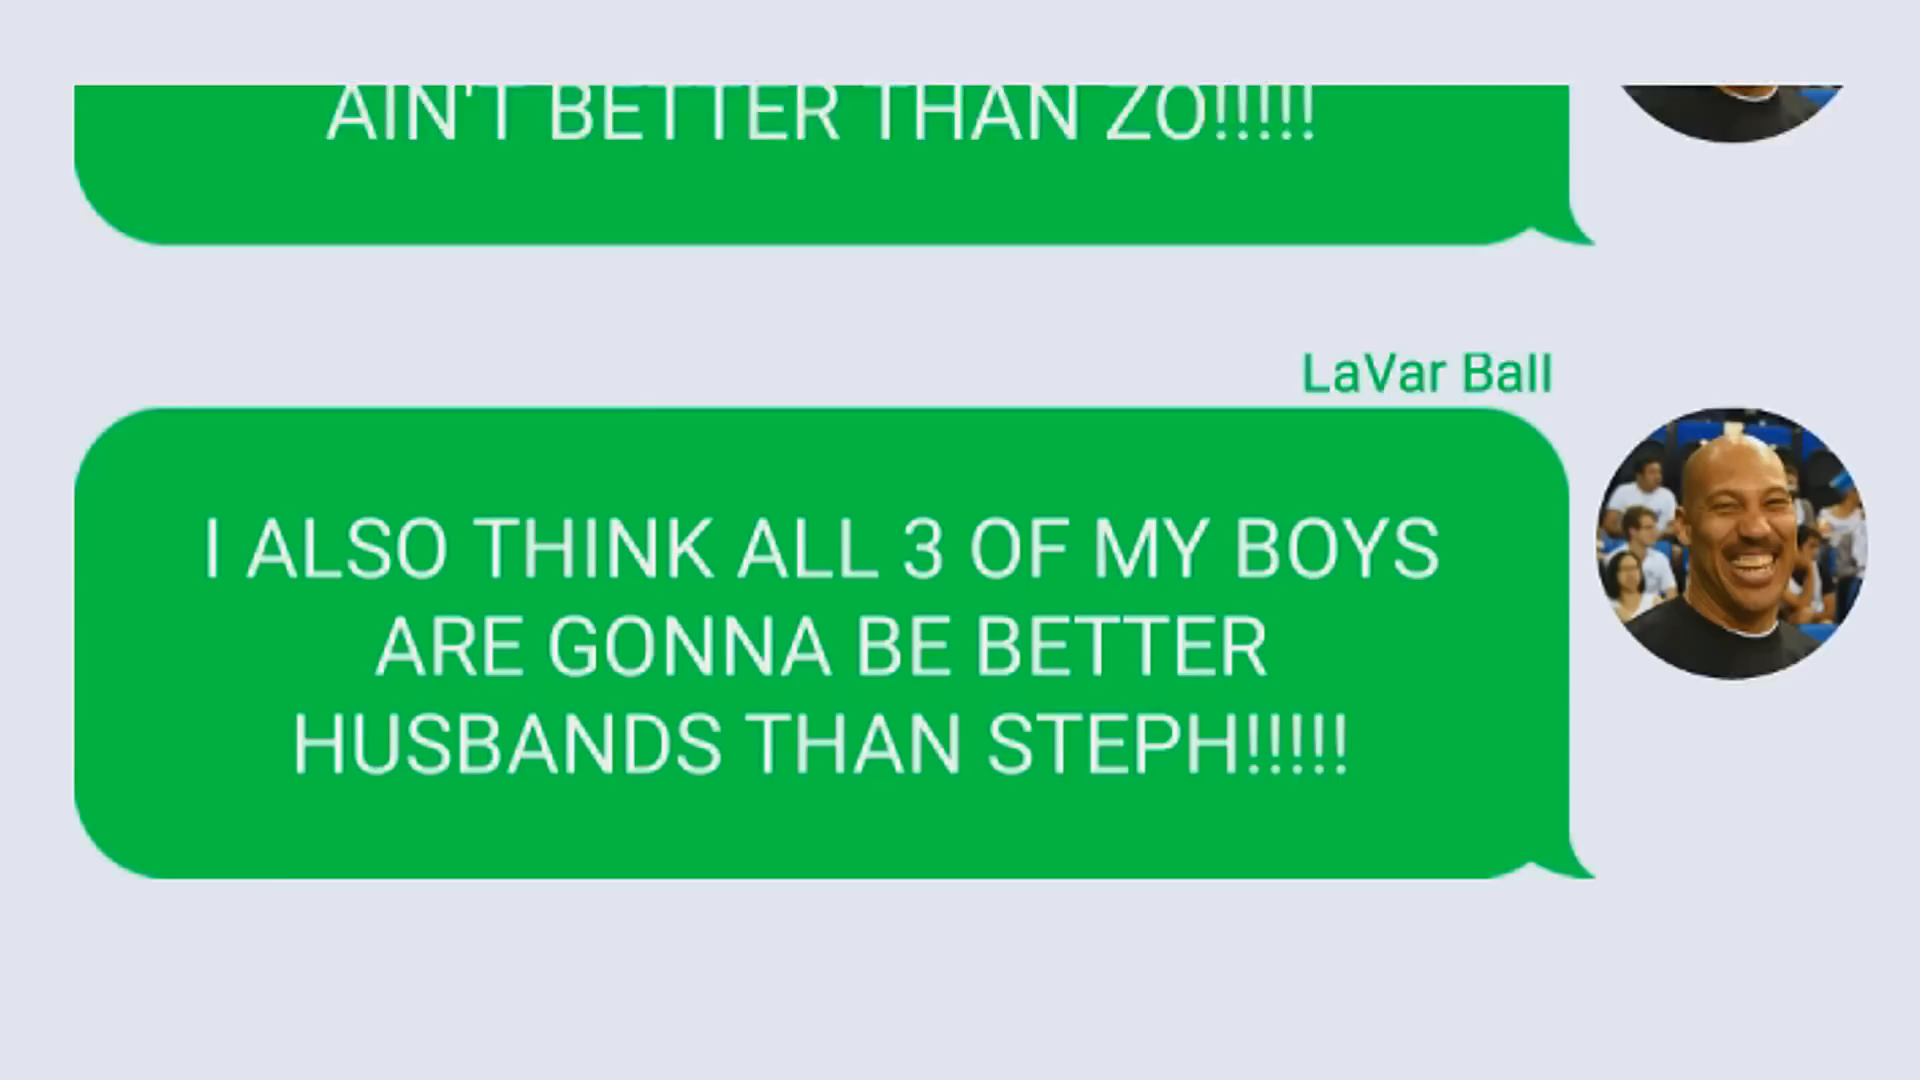 AIN'T BETTER THAN ZO!!!!!
LaVar Ball
I ALSO THINK ALL 3 OF MY BOYS
ARE GONNA BE BETTER
HUSBANDS THAN STEPH!!!!!